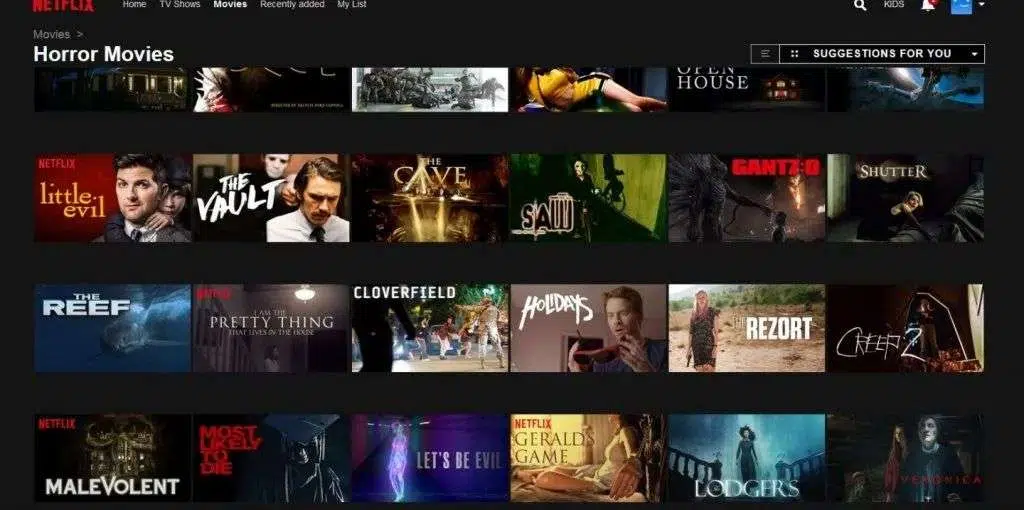 NETFLIX
Home TV Shows Movies Recently added My List
KIDS
Movies >
Horror Movies
SUGGESTIONS FOR YOU
OPEN
HOUSE
NETFLIX
little
evil
THE
VAULT
THE
CAVE
SAW
GANTZ:O
SHUTTER
THE
REEF
NETFLIX
I AM THE
PRETTY THING
THAT LIVES IN THE HOUSE
CLOVERFIELD
HOLIDAYS
THE REZORT
CREEP 2
NETFLIX
MALEVOLENT
MOST
LIKELY
TO
DIE
LET'S BE EVIL
NETFLIX
GERALD'S
GAME
LODGERS
VERONICA